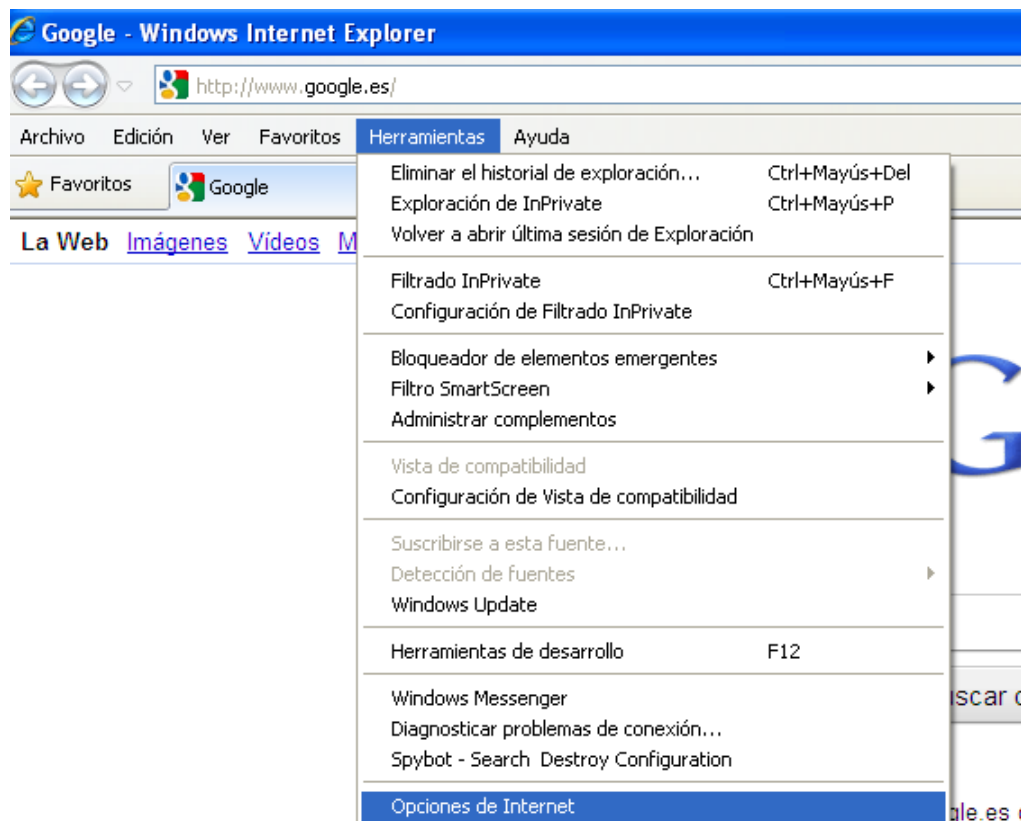 Google - Windows Internet Explorer
http://www.google.es/
Archivo Edición Ver Favoritos Herramientas Ayuda
Favoritos Google
La Web Imágenes Vídeos M
Eliminar el historial de exploración... Ctrl+Mayús+Del
Exploración de InPrivate Ctrl+Mayús+P
Volver a abrir última sesión de Exploración
Filtrado InPrivate Ctrl+Mayús+F
Configuración de Filtrado InPrivate
Bloqueador de elementos emergentes
Filtro SmartScreen
Administrar complementos
Vista de compatibilidad
Configuración de Vista de compatibilidad
Suscribirse a esta fuente...
Detección de fuentes
Windows Update
Herramientas de desarrollo F12
Windows Messenger
Diagnosticar problemas de conexión...
Spybot - Search Destroy Configuration
Opciones de Internet
G
uscar
gle.es